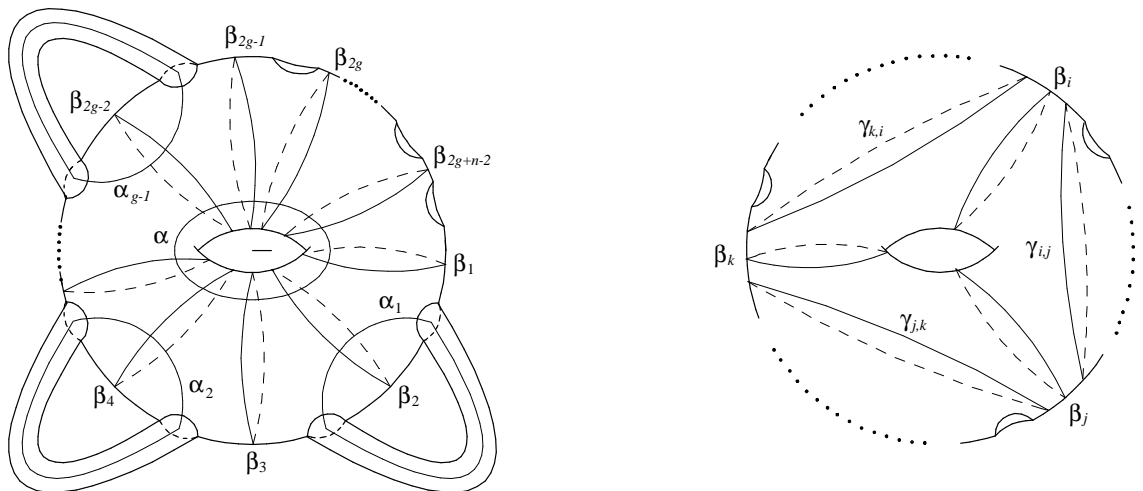 β2g-1
β2g
β2g-2
β2g+n-2
αg-1
α
β1
α1
α2
β4
β2
β3
βi
γk,i
βk
γi,j
γj,k
βj